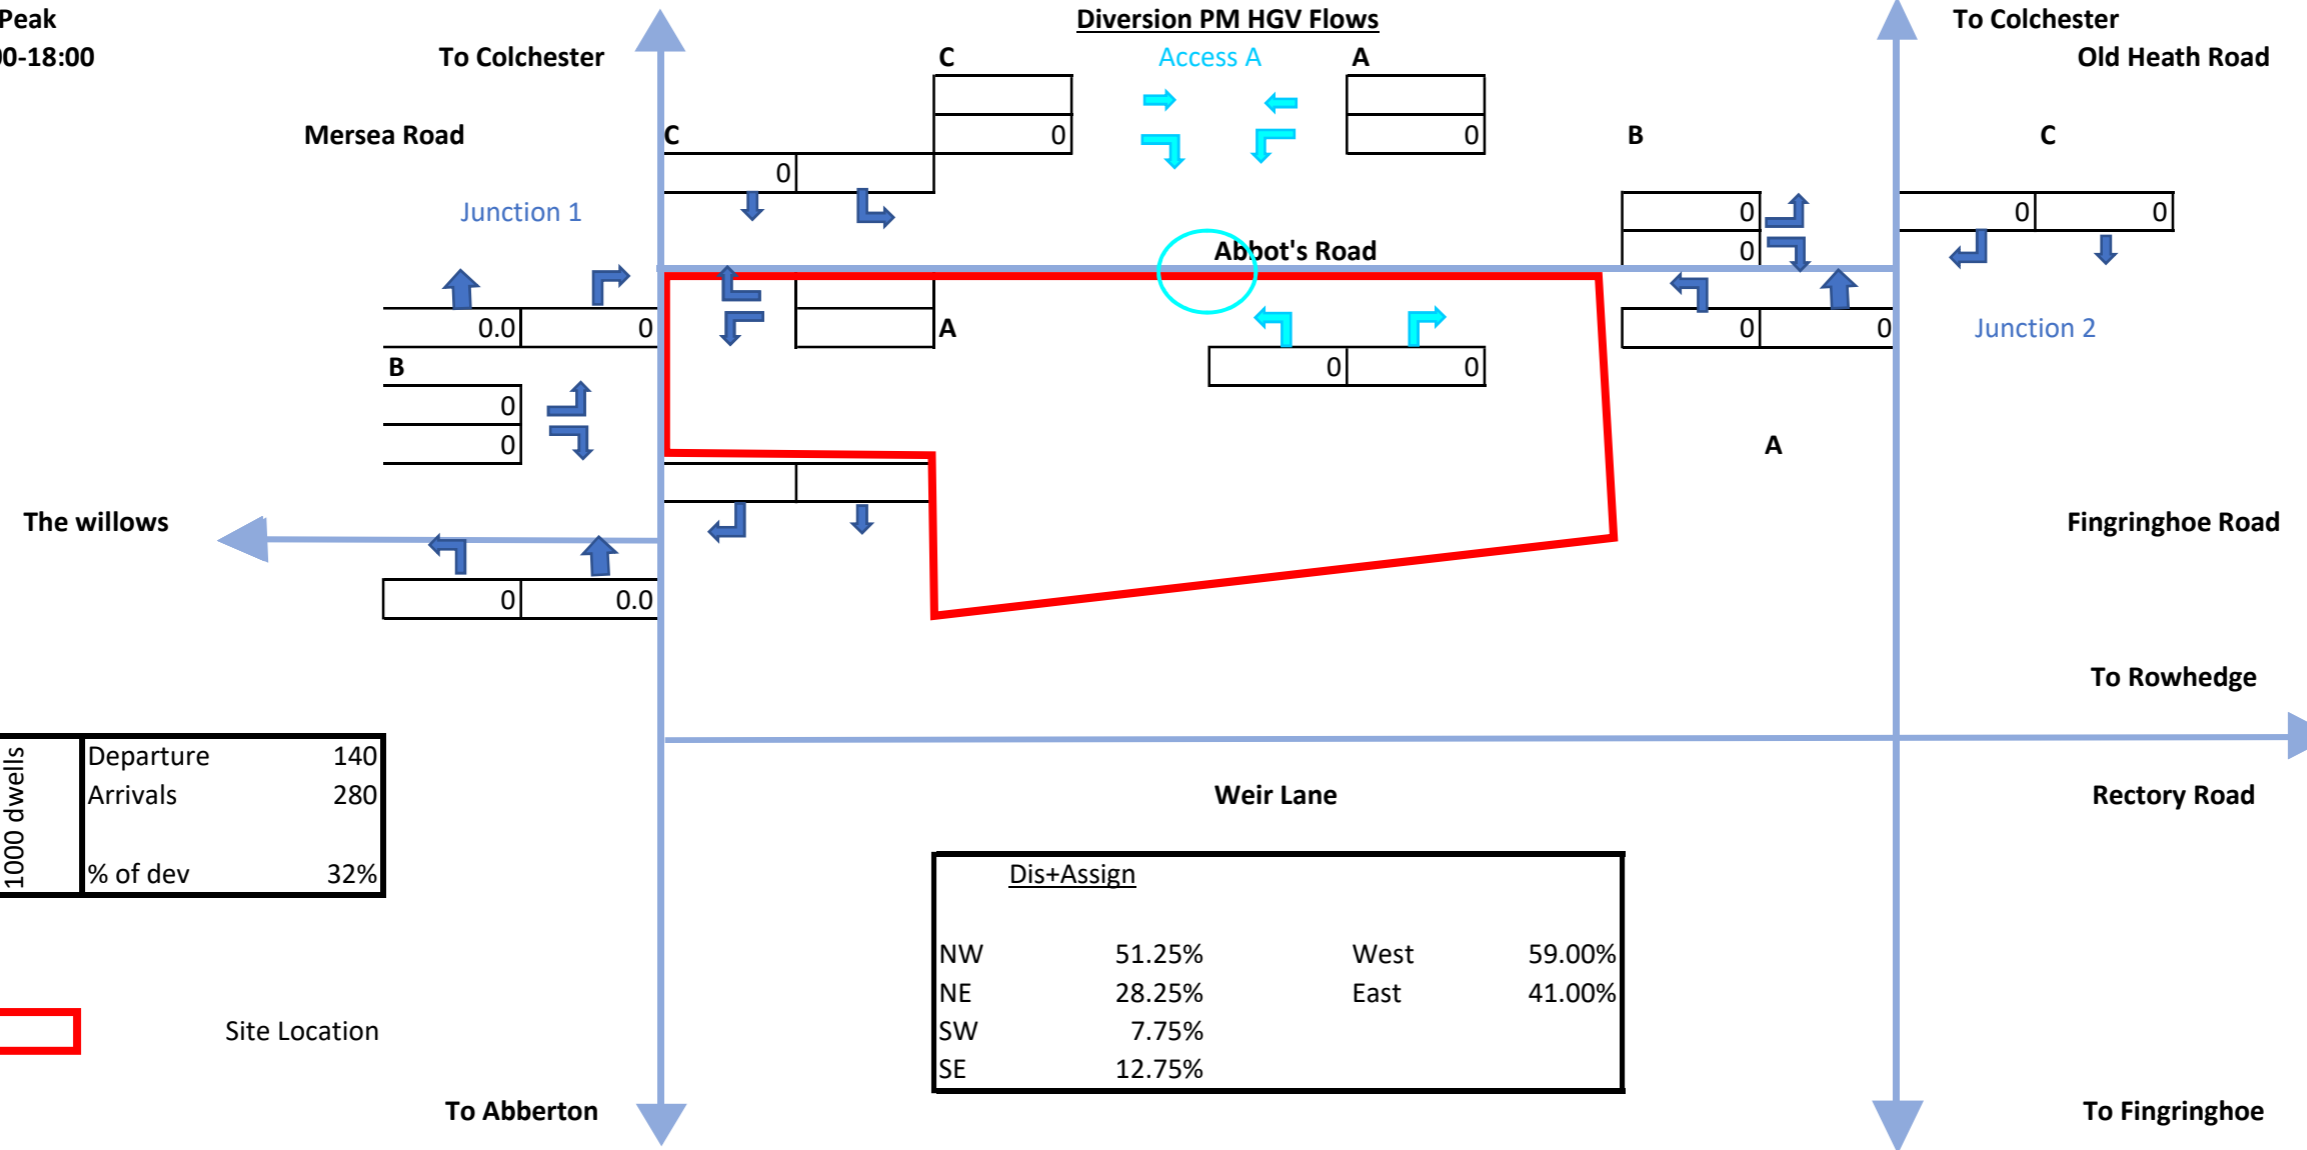 Peak
Diversion PM HGV Flows
To Colchester
00-18:00
To Colchester
C
Access A
A
Old Heath Road
Mersea Road
C
0
0
B
C
0
Junction 1
0
0
0
Abbot's Road
0
0.0
0
A
0
0
Junction 2
B
0
0
0
0
A
The willows
Fingringhoe Road
0
0.0
To Rowhedge
1000 dwells
Departure 140
Arrivals 280
% of dev 32%
Weir Lane
Rectory Road
Dis+Assign
NW 51.25% West 59.00%
NE 28.25% East 41.00%
SW 7.75%
SE 12.75%
Site Location
To Abberton
To Fingringhoe